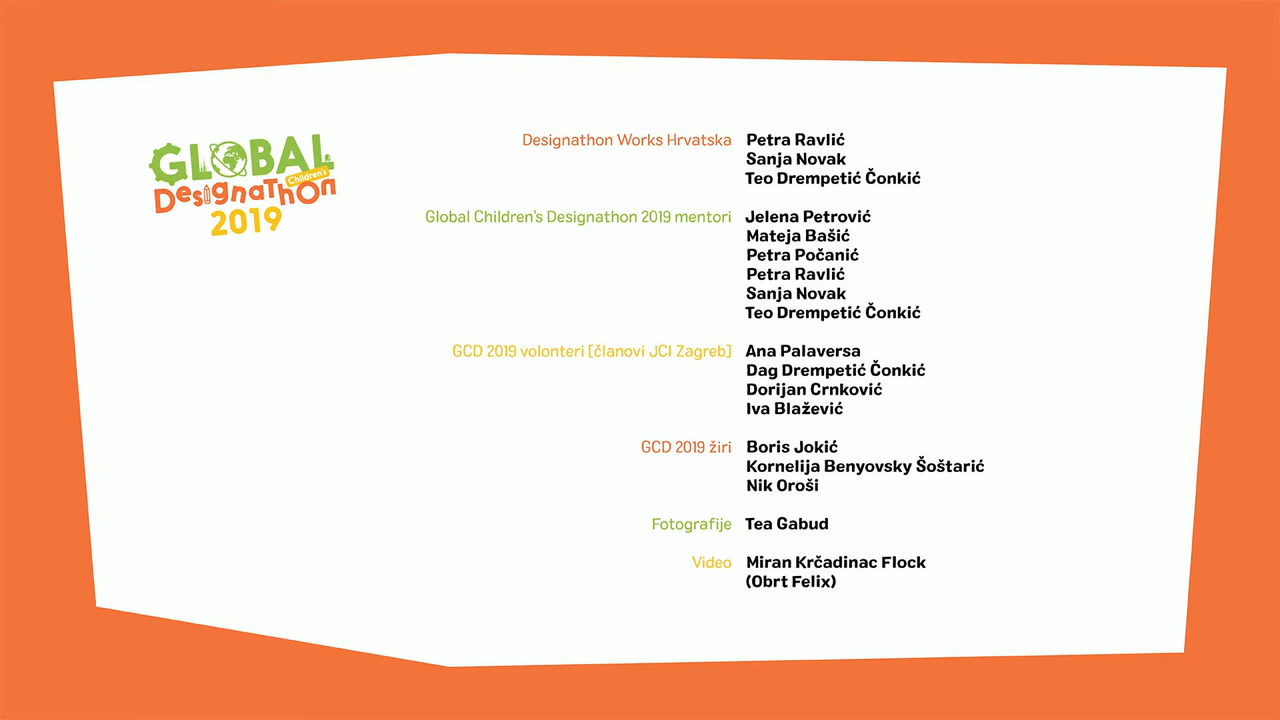 GLOBAL
Children's
Designathon
2019
Designathon Works Hrvatska Petra Ravlić
Sanja Novak
Teo Drempetić Čonkić
Global Children's Designathon 2019 mentori Jelena Petrović
Mateja Bašić
Petra Počanić
Petra Ravlić
Sanja Novak
Teo Drempetić Čonkić
GCD 2019 volonteri [članovi JCI Zagreb] Ana Palaversa
Dag Drempetić Čonkić
Dorijan Crnković
Iva Blažević
GCD 2019 žiri Boris Jokić
Kornelija Benyovsky Šoštarić
Nik Oroši
Fotografije Tea Gabud
Video Miran Krčadinac Flock
(Obrt Felix)